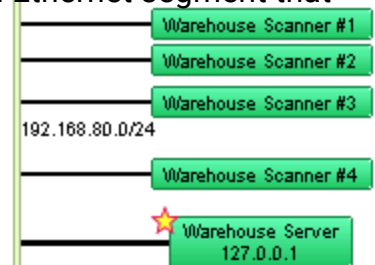 Ethernet segment that
Warehouse Scanner #1
Warehouse Scanner #2
Warehouse Scanner #3
192.168.80.0/24
Warehouse Scanner #4
Warehouse Server
127.0.0.1